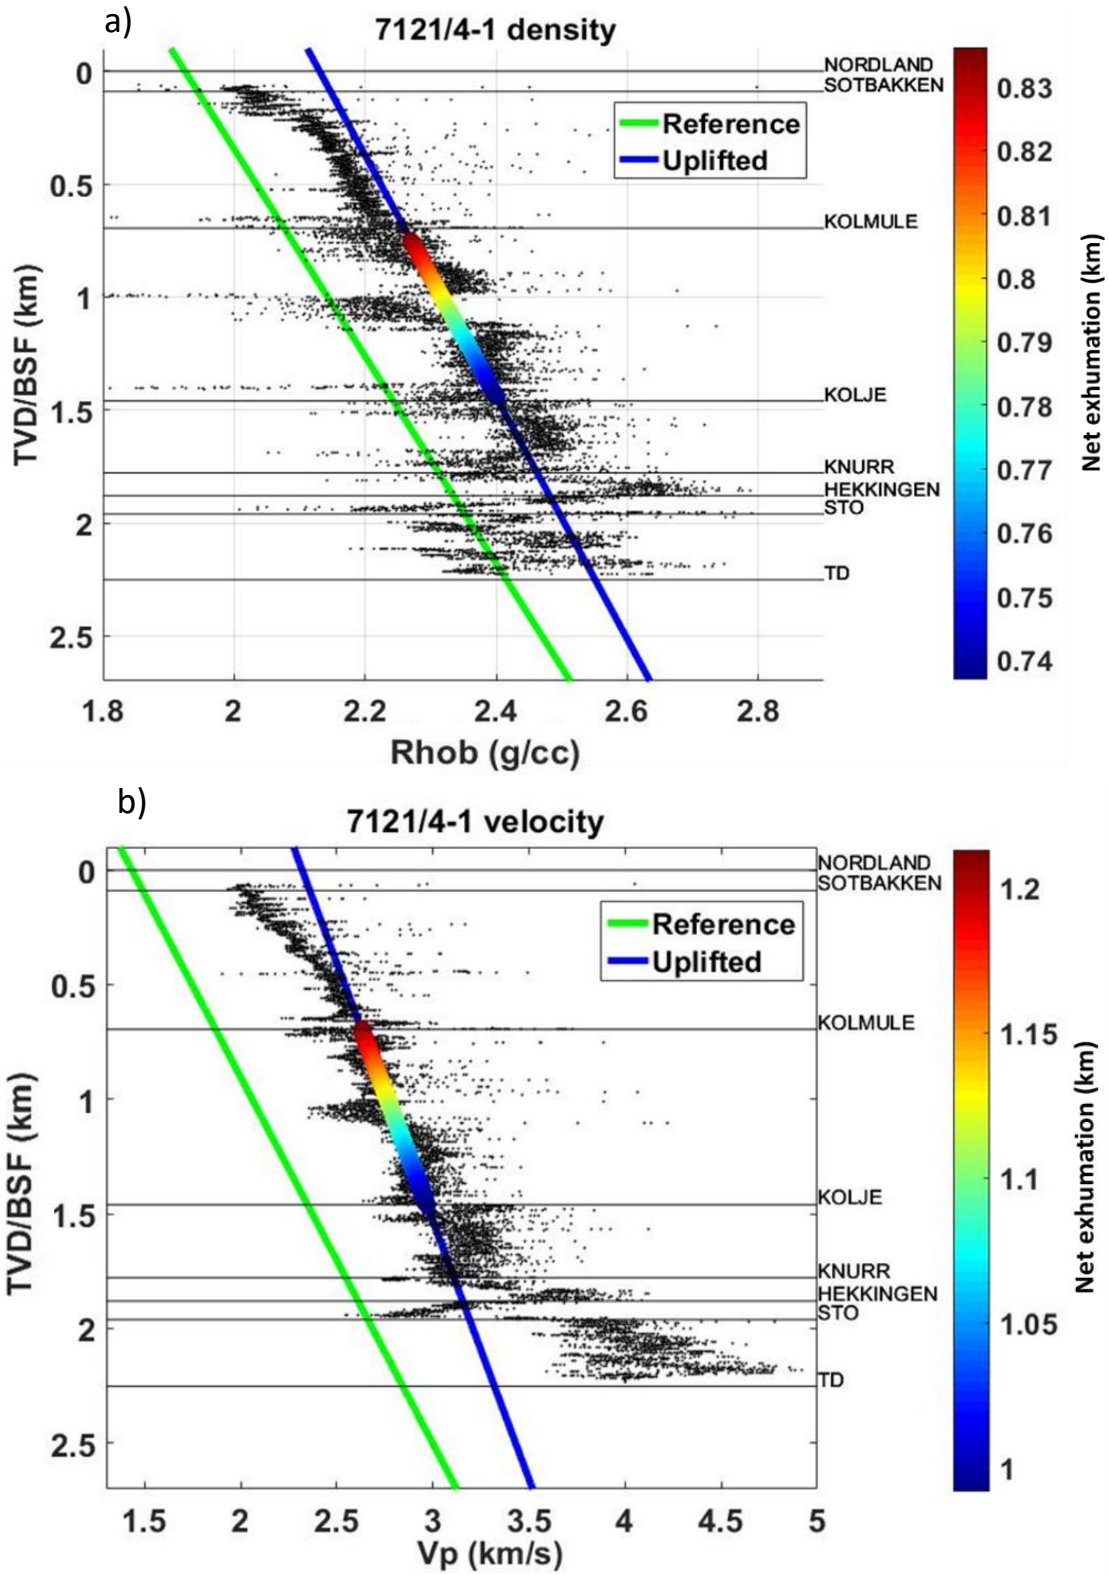 a)
7121/4-1 density
NORDLAND
SOTBAKKEN
KOLMULE
KOLJE
KNURR
HEKKINGEN
STO
TD
Reference
Uplifted
0
0.5
1
1.5
2
2.5
TVD/BSF (km)
1.8 2 2.2 2.4 2.6 2.8
Rhob (g/cc)
0.83
0.82
0.81
0.8
0.79
0.78
0.77
0.76
0.75
0.74
Net exhumation (km)
b)
7121/4-1 velocity
NORDLAND
SOTBAKKEN
KOLMULE
KOLJE
KNURR
HEKKINGEN
STO
TD
Reference
Uplifted
0
0.5
1
1.5
2
2.5
TVD/BSF (km)
1.5 2 2.5 3 3.5 4 4.5 5
Vp (km/s)
1.2
1.15
1.1
1.05
1
Net exhumation (km)